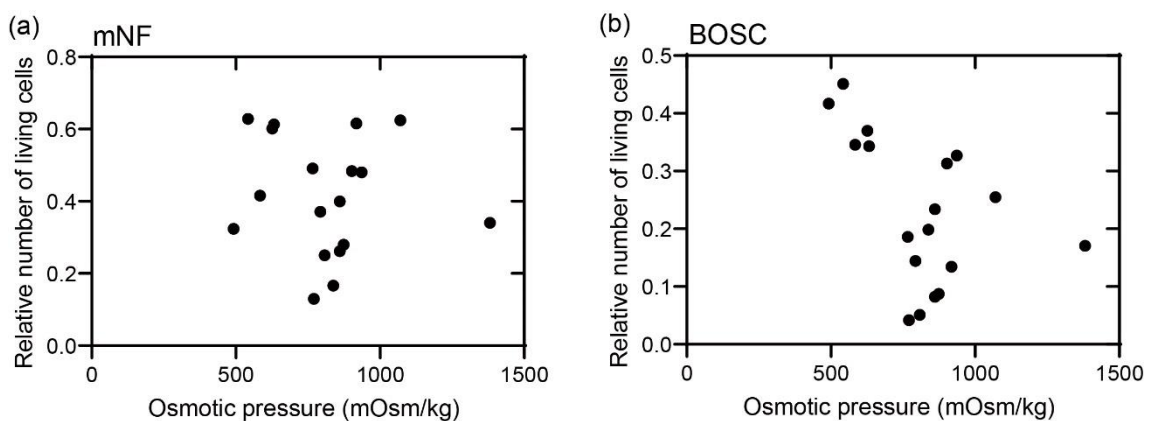 (a)
mNF
Relative number of living cells
0.8
0.6
0.4
0.2
0.0
0 500 1000 1500
Osmotic pressure (mOsm/kg)
(b)
BOSC
Relative number of living cells
0.5
0.4
0.3
0.2
0.1
0.0
0 500 1000 1500
Osmotic pressure (mOsm/kg)